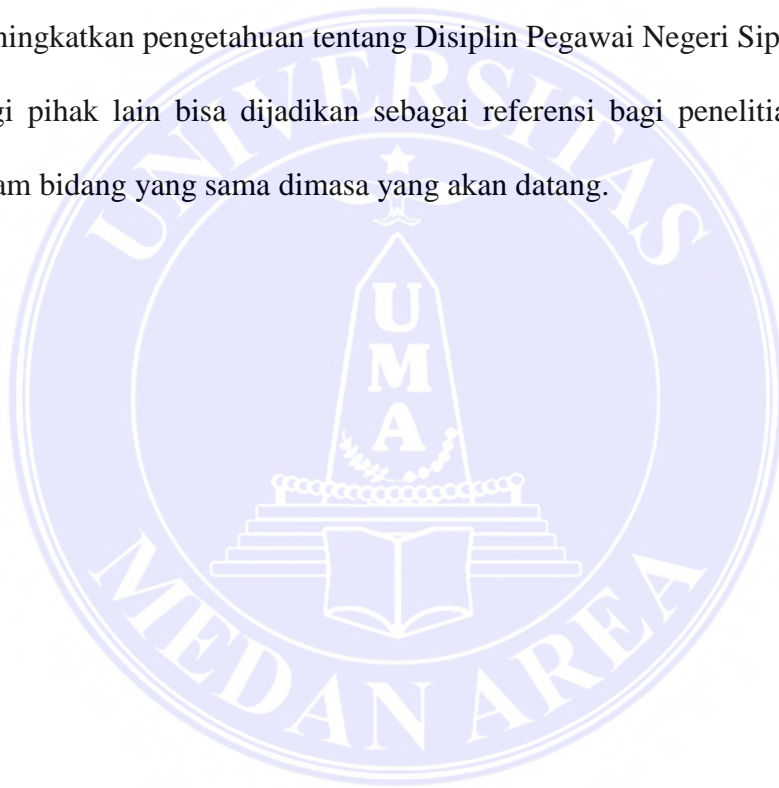 ningkatkan pengetahuan tentang Disiplin Pegawai Negeri Sip
gi pihak lain bisa dijadikan sebagai referensi bagi penelitia
am bidang yang sama dimasa yang akan datang.
UNIVERSITAS
U
M
A
MEDAN AREA